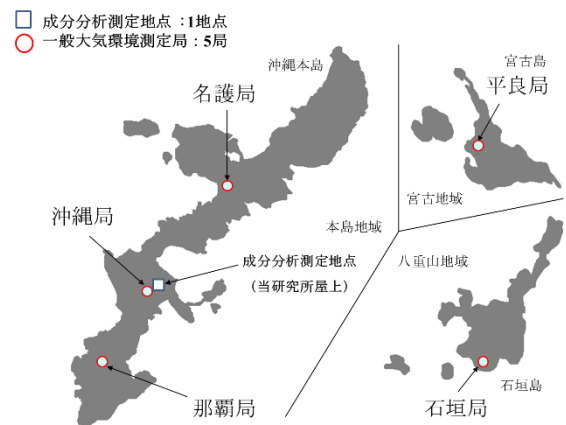 成分分析測定地点：1地点
一般大気環境測定局：5局
沖縄本島
名護局
沖縄局
本島地域
成分分析測定地点
（当研究所屋上）
那覇局
宮古島
平良局
宮古地域
八重山地域
石垣島
石垣局